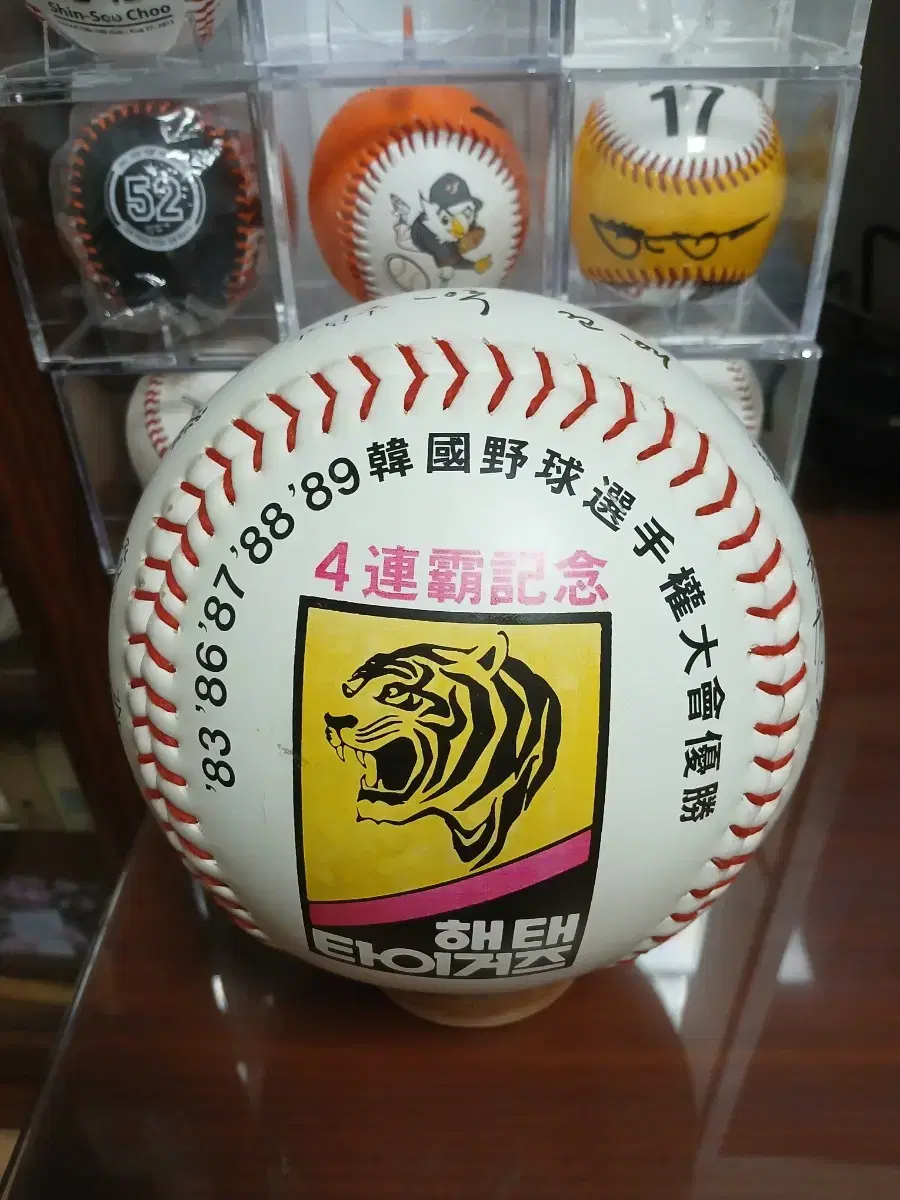 Shin-Soo Choo
52
17
'83 '86 '87 '88 '89 韓國野球選手權大會優勝
4連霸記念
해태
타이거즈